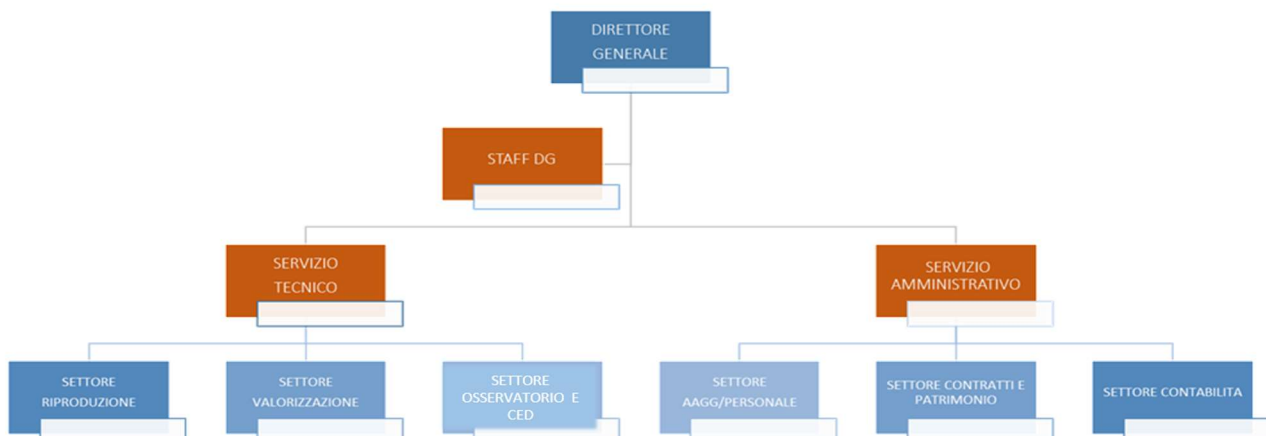 DIRETTORE
GENERALE
STAFF DG
SERVIZIO
TECNICO
SERVIZIO
AMMINISTRATIVO
SETTORE
RIPRODUZIONE
SETTORE
VALORIZZAZIONE
SETTORE
OSSERVATORIO E
CED
SETTORE
AAGG/PERSONALE
SETTORE CONTRATTI E
PATRIMONIO
SETTORE CONTABILITA